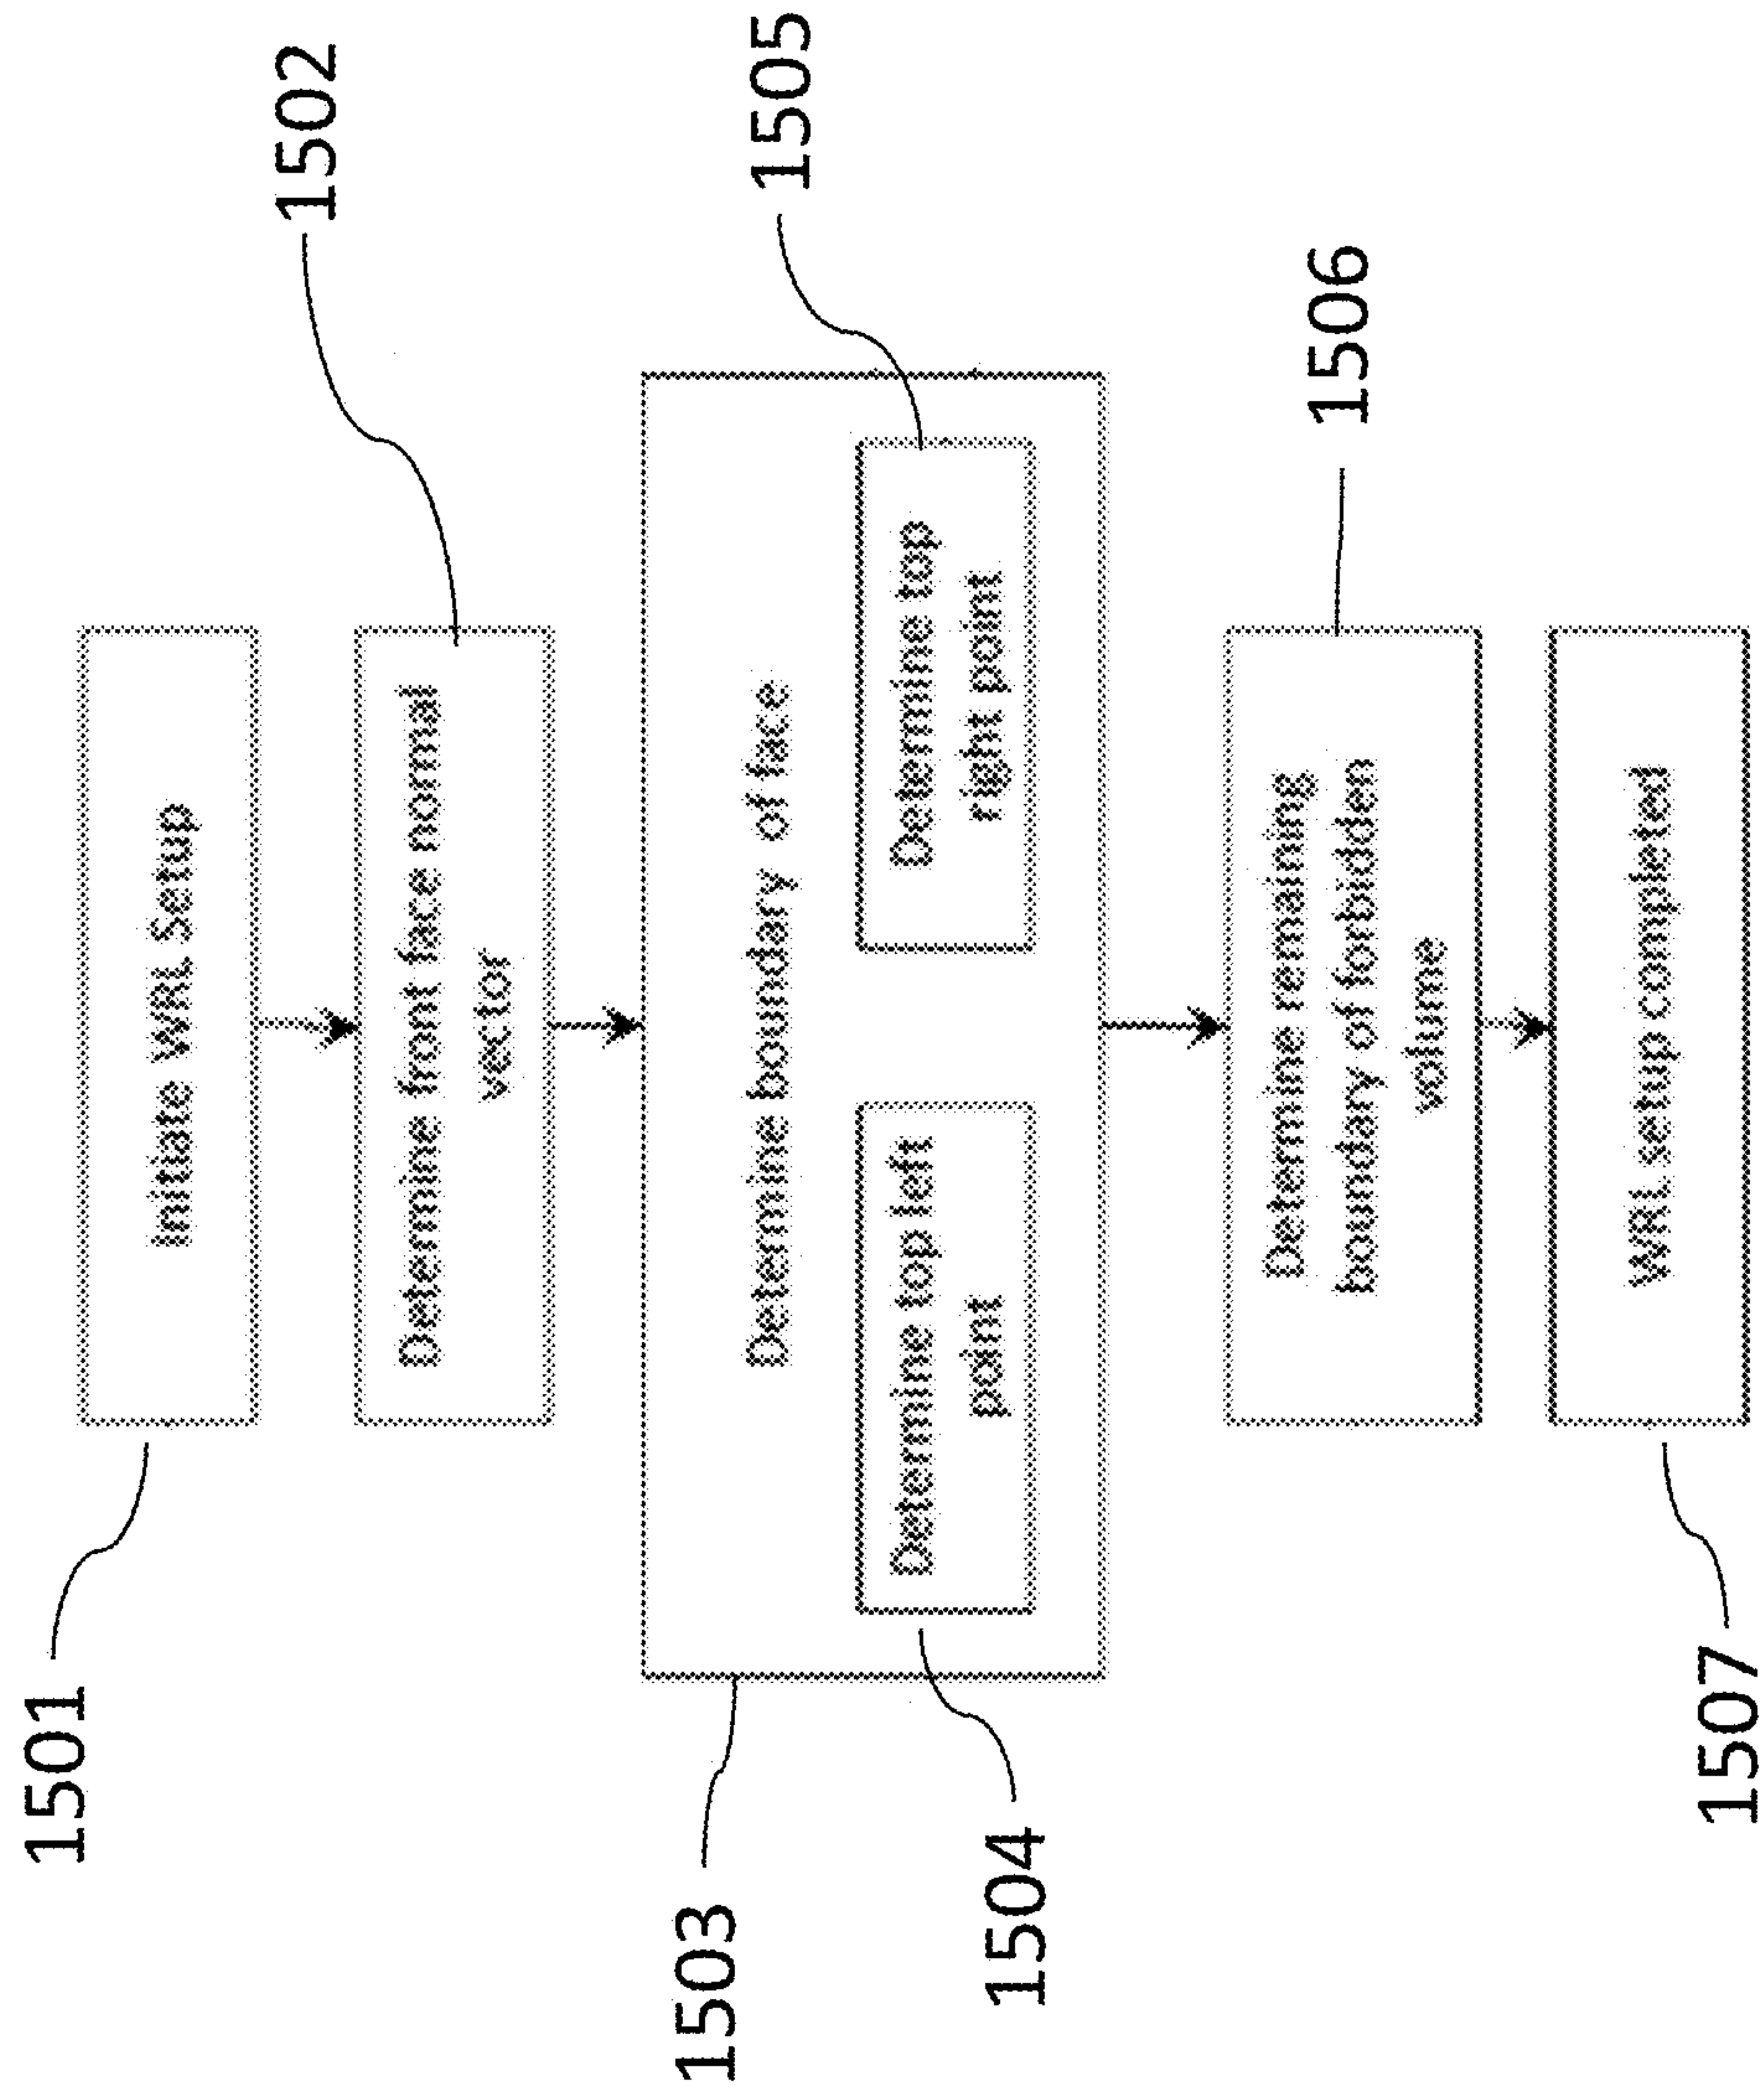 1501
Initiate WRL Setup
1502
Determine front face normal
vector
1503
Determine boundary of face
1504
Determine top left
point
1505
Determine top
right point
1506
Determine remaining
boundary of forbidden
volume
1507
WRL setup completed